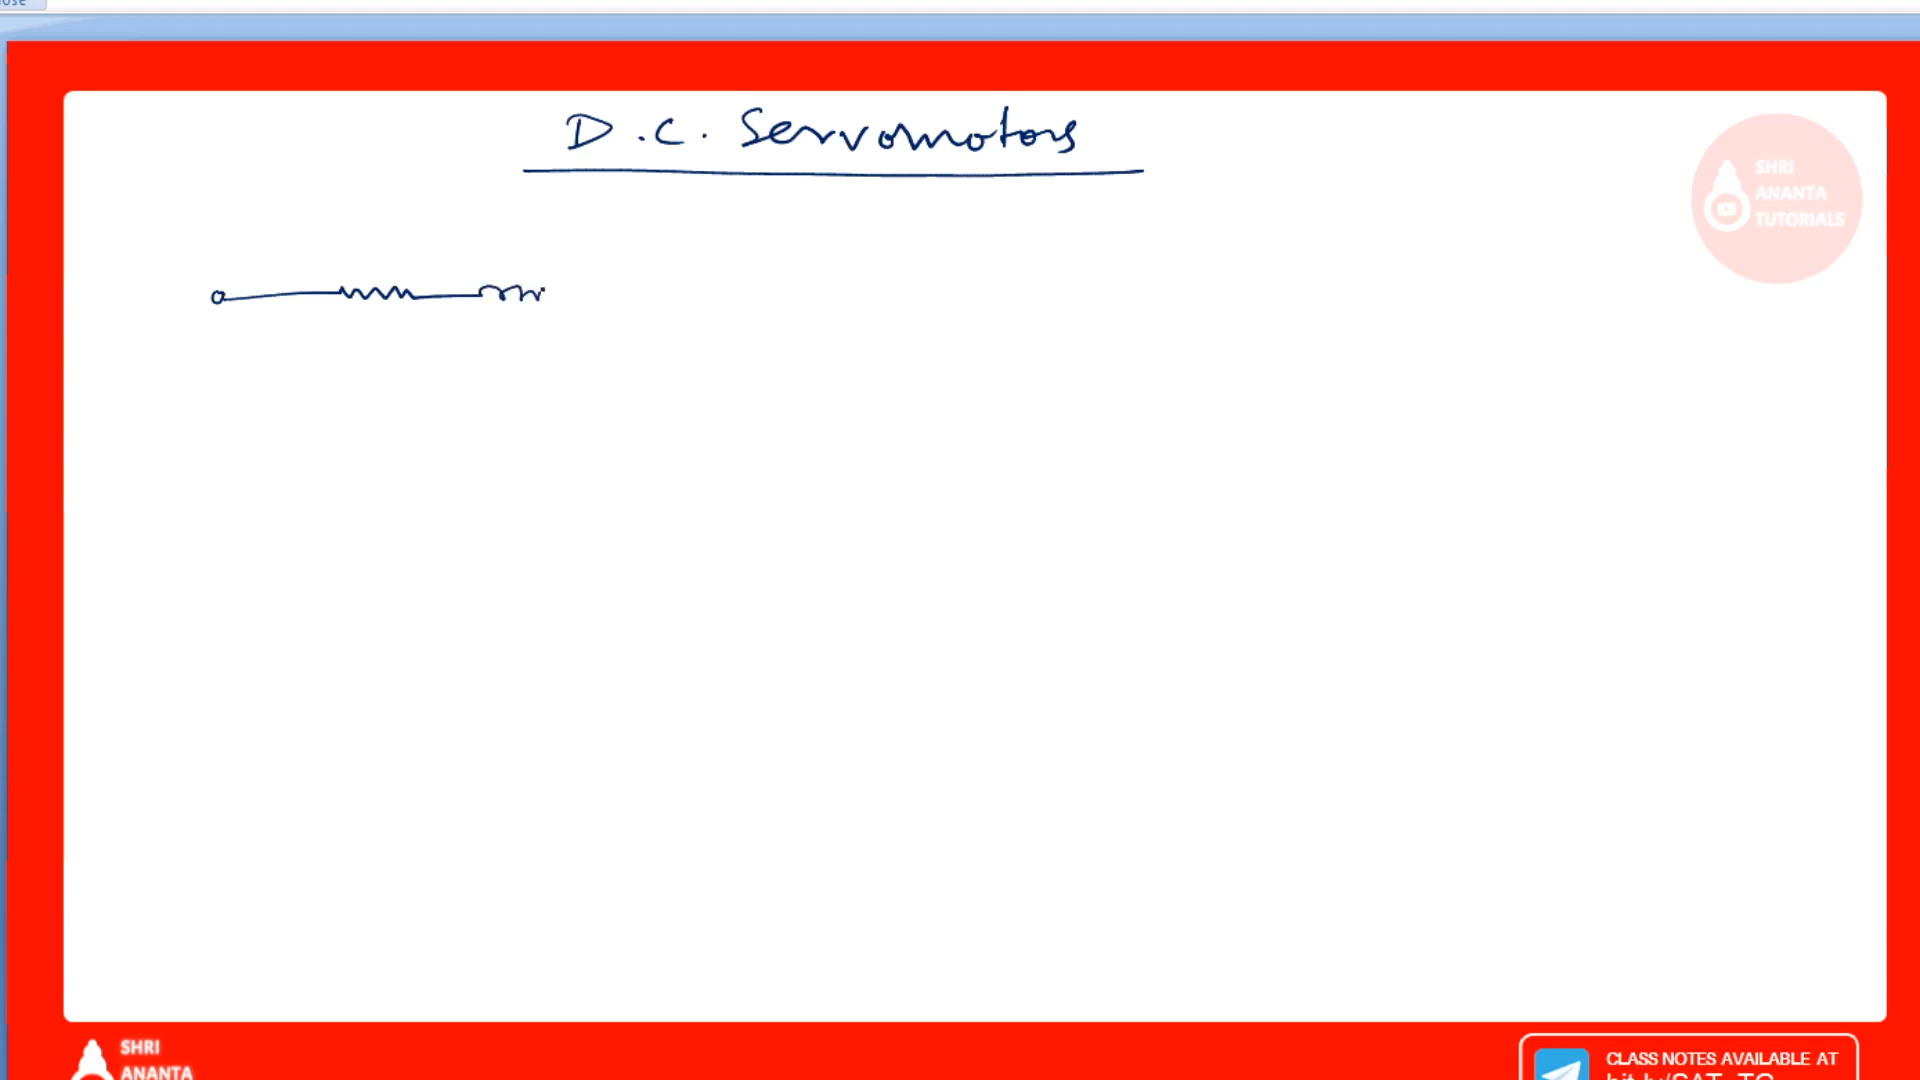 D.C. Servomotors
SHRI
ANANTA
TUTORIALS
SHRI
ANANTA
CLASS NOTES AVAILABLE AT